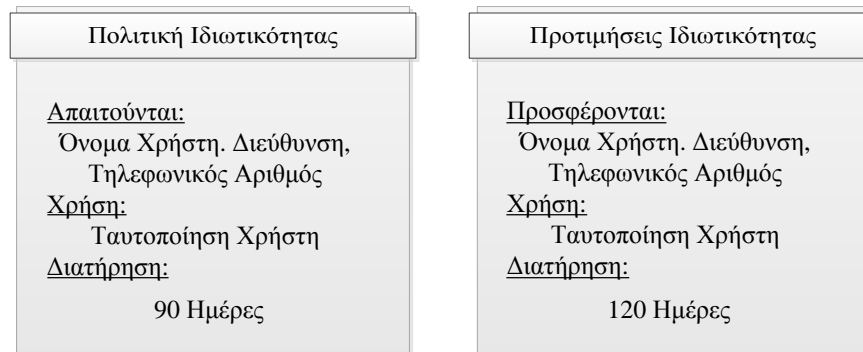 Πολιτική Ιδιωτικότητας
Απαιτούνται:
Όνομα Χρήστη. Διεύθυνση,
Τηλεφωνικός Αριθμός
Χρήση:
Ταυτοποίηση Χρήστη
Διατήρηση:
90 Ημέρες
Προτιμήσεις Ιδιωτικότητας
Προσφέρονται:
Όνομα Χρήστη. Διεύθυνση,
Τηλεφωνικός Αριθμός
Χρήση:
Ταυτοποίηση Χρήστη
Διατήρηση:
120 Ημέρες